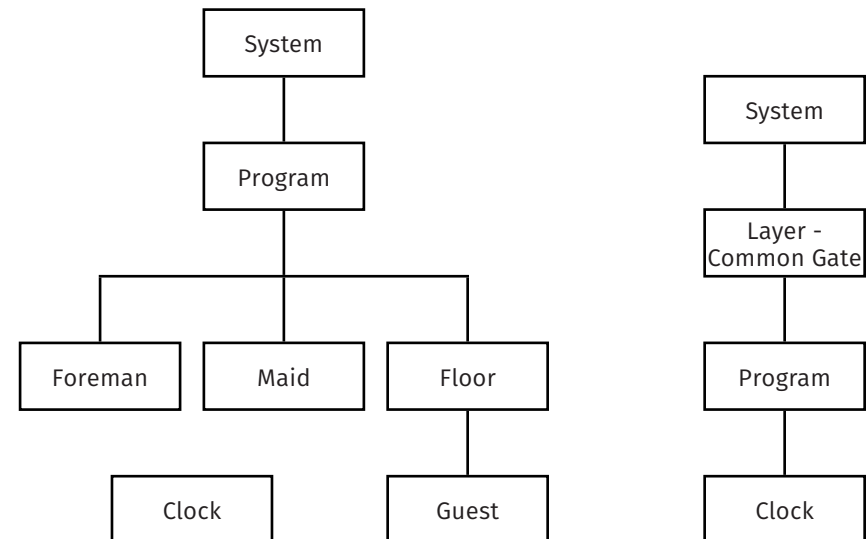 System
Program
Foreman
Maid
Floor
Clock
Guest
System
Layer -
Common Gate
Program
Clock